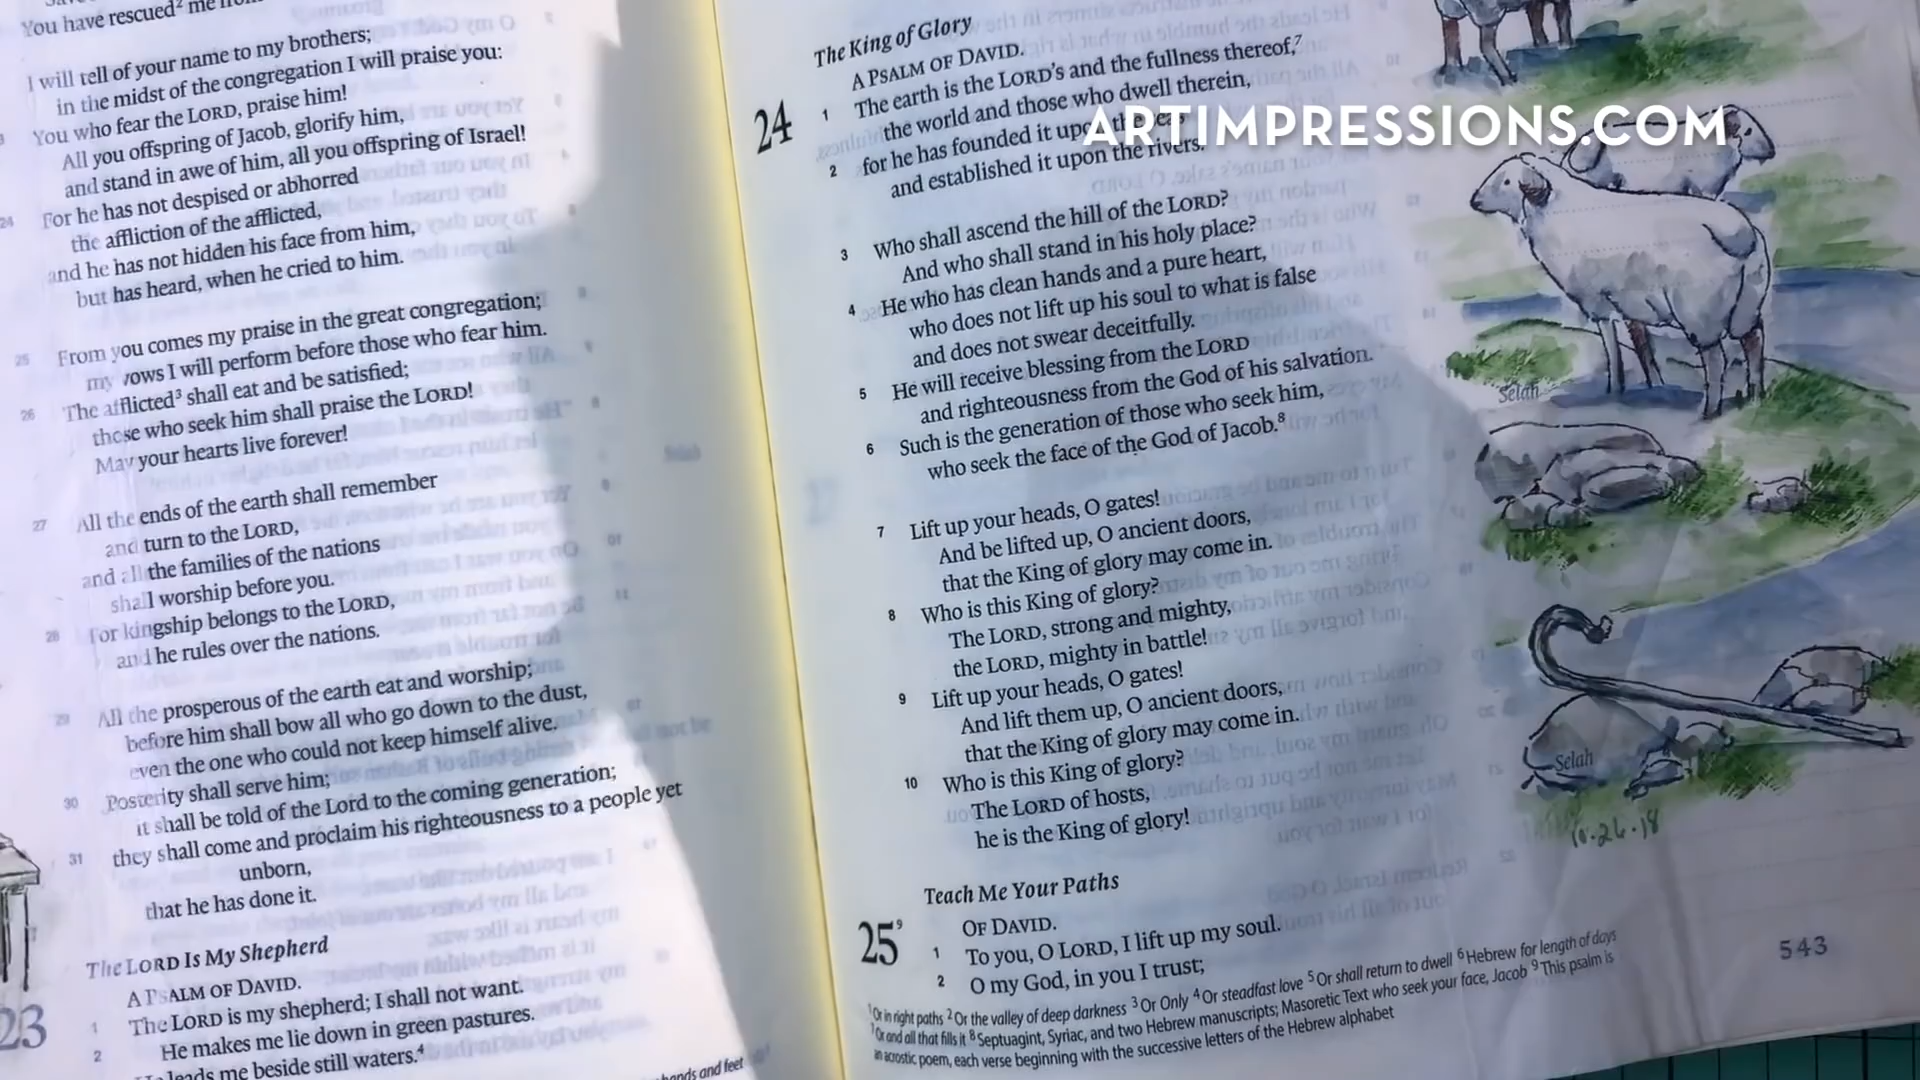 You have rescued² me
I will tell of your name to my brothers;
in the midst of the congregation I will praise you:
You who fear the LORD, praise him!
All you offspring of Jacob, glorify him,
and stand in awe of him, all you offspring of Israel!
24 For he has not despised or abhorred
the affliction of the afflicted,
and he has not hidden his face from him,
but has heard, when he cried to him.
25 From you comes my praise in the great congregation;
my vows I will perform before those who fear him.
26 The afflicted³ shall eat and be satisfied;
those who seek him shall praise the LORD!
May your hearts live forever!
27 All the ends of the earth shall remember
and turn to the LORD,
and all the families of the nations
shall worship before you.
28 For kingship belongs to the LORD,
and he rules over the nations.
29 All the prosperous of the earth eat and worship;
before him shall bow all who go down to the dust,
even the one who could not keep himself alive.
30 Posterity shall serve him;
it shall be told of the Lord to the coming generation;
31 they shall come and proclaim his righteousness to a people yet
unborn,
that he has done it.
The LORD Is My Shepherd
A PSALM OF DAVID.
23
1 The LORD is my shepherd; I shall not want.
2 He makes me lie down in green pastures.
leads me beside still waters.⁴
hands and feet
The King of Glory
A PSALM OF DAVID.
24
1 The earth is the LORD's and the fullness thereof,⁷
the world and those who dwell therein,
2 for he has founded it upon the seas
and established it upon the rivers.
3 Who shall ascend the hill of the LORD?
And who shall stand in his holy place?
4 He who has clean hands and a pure heart,
who does not lift up his soul to what is false
and does not swear deceitfully.
5 He will receive blessing from the LORD
and righteousness from the God of his salvation.
6 Such is the generation of those who seek him,
who seek the face of the God of Jacob.⁸
Selah
7 Lift up your heads, O gates!
And be lifted up, O ancient doors,
that the King of glory may come in.
8 Who is this King of glory?
The LORD, strong and mighty,
the LORD, mighty in battle!
9 Lift up your heads, O gates!
And lift them up, O ancient doors,
that the King of glory may come in.
10 Who is this King of glory?
The LORD of hosts,
he is the King of glory!
Selah
10·26·18
Teach Me Your Paths
OF DAVID.
25⁹
1 To you, O LORD, I lift up my soul.
2 O my God, in you I trust;
¹Or in right paths ²Or the valley of deep darkness ³Or Only ⁴Or steadfast love ⁵Or shall return to dwell ⁶Hebrew for length of days
⁷Or and all that fills it ⁸Septuagint, Syriac, and two Hebrew manuscripts; Masoretic Text who seek your face, Jacob ⁹This psalm is
an acrostic poem, each verse beginning with the successive letters of the Hebrew alphabet
543
ARTIMPRESSIONS.COM